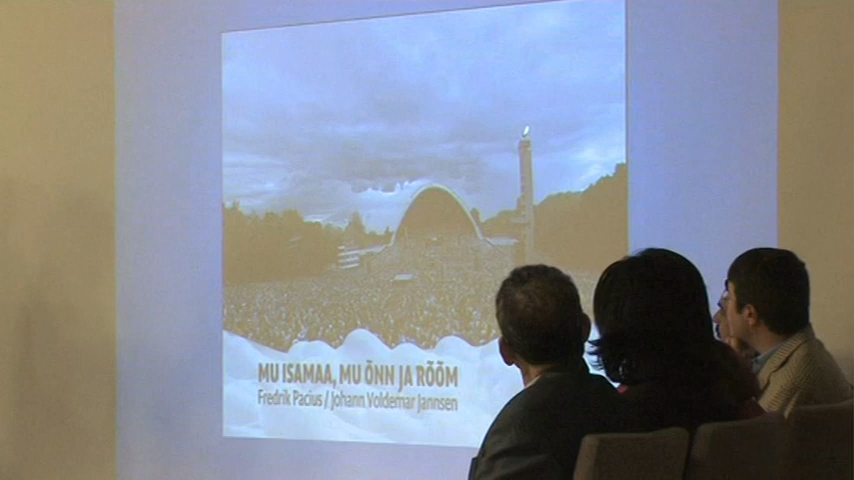 MU ISAMAA, MU ÕNN JA RÕÕM
Fredrik Pacius / Johann Voldemar Jannsen